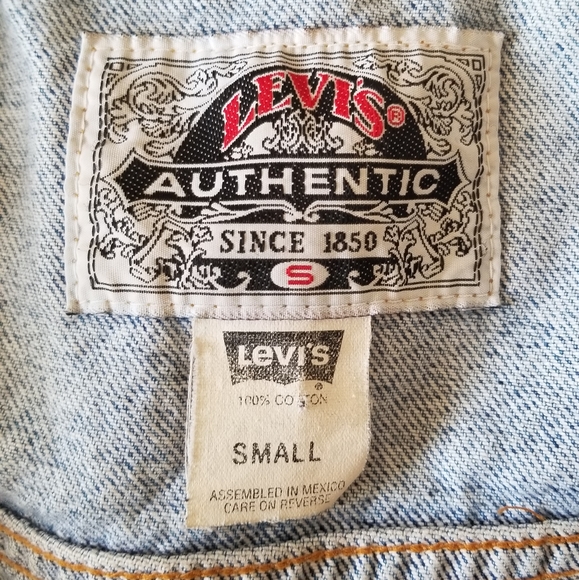 LEVI'S®
AUTHENTIC
SINCE 1850
S
Levi's
®
100% COTTON
SMALL
ASSEMBLED IN MEXICO
CARE ON REVERSE